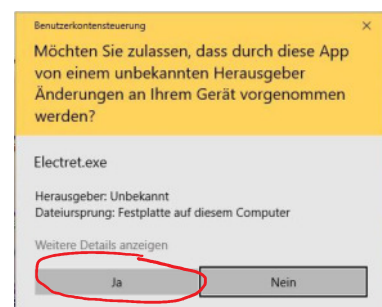 Benutzerkontensteuerung
Möchten Sie zulassen, dass durch diese App
von einem unbekannten Herausgeber
Änderungen an Ihrem Gerät vorgenommen
werden?
Electret.exe
Herausgeber: Unbekannt
Dateiursprung: Festplatte auf diesem Computer
Weitere Details anzeigen
Ja
Nein